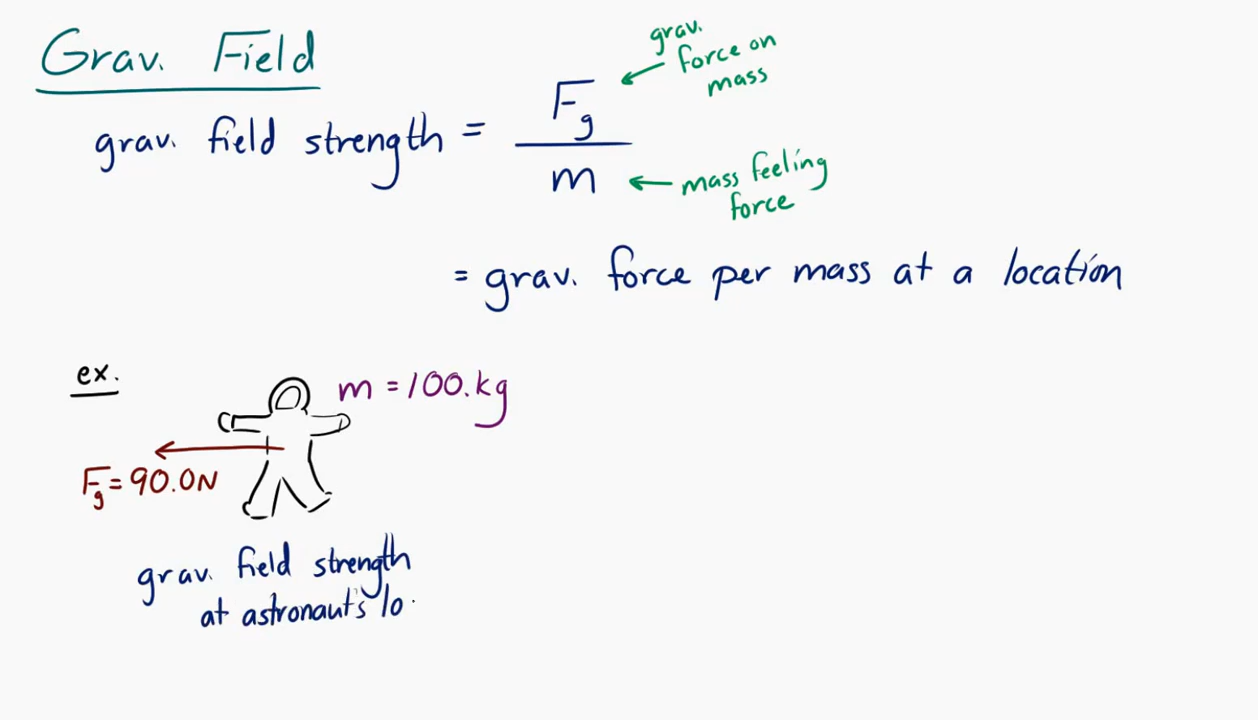 Grav. Field
grav. field strength = Fg / m
grav.
force on
mass
mass feeling
force
= grav. force per mass at a location
ex.
m = 100. kg
Fg = 90.0N
grav. field strength
at astronaut's lo